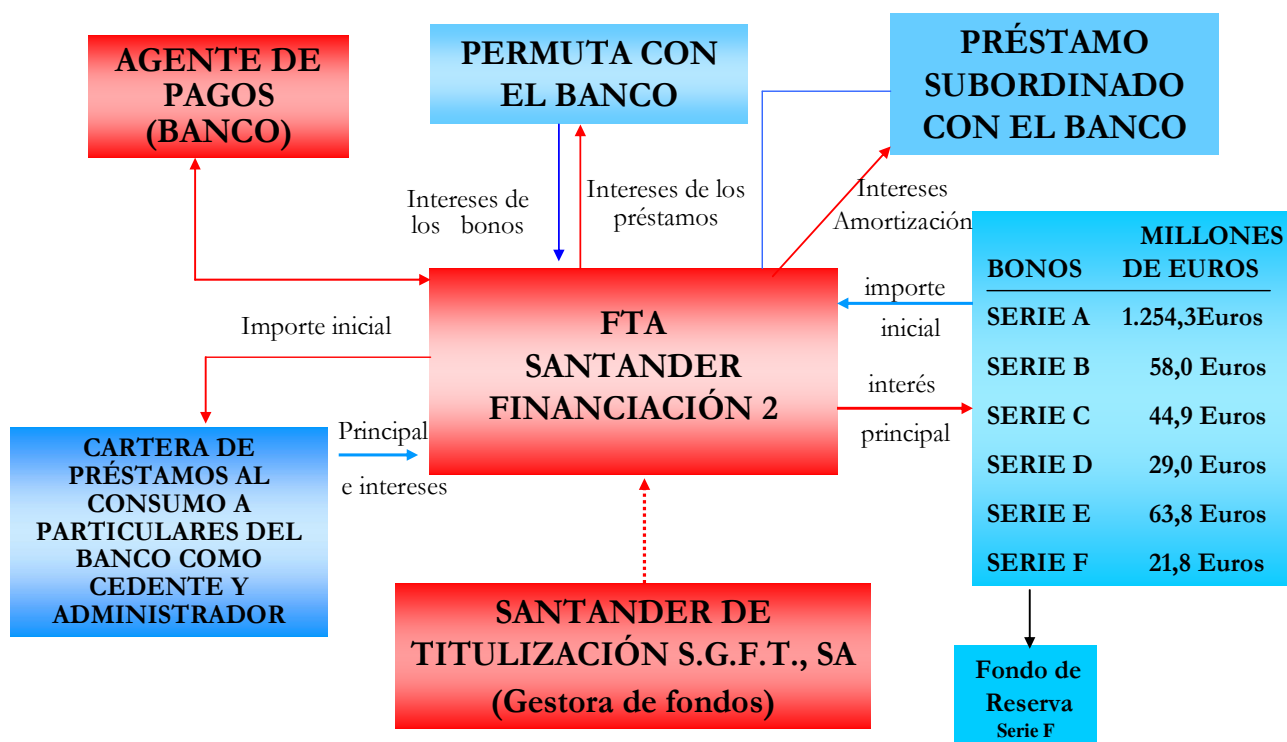 AGENTE DE
PAGOS
(BANCO)
PERMUTA CON
EL BANCO
PRÉSTAMO
SUBORDINADO
CON EL BANCO
Intereses de
los bonos
Intereses de los
préstamos
Intereses
Amortización
MILLONES
BONOS DE EUROS
SERIE A 1.254,3Euros
SERIE B 58,0 Euros
SERIE C 44,9 Euros
SERIE D 29,0 Euros
SERIE E 63,8 Euros
SERIE F 21,8 Euros
importe
inicial
interés
principal
Importe inicial
FTA
SANTANDER
FINANCIACIÓN 2
Principal
e intereses
CARTERA DE
PRÉSTAMOS AL
CONSUMO A
PARTICULARES DEL
BANCO COMO
CEDENTE Y
ADMINISTRADOR
SANTANDER DE
TITULIZACIÓN S.G.F.T., SA
(Gestora de fondos)
Fondo de
Reserva
Serie F